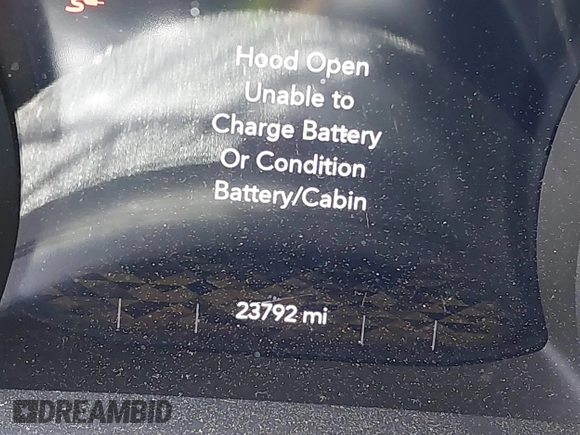 Hood Open
Unable to
Charge Battery
Or Condition
Battery/Cabin
23792 mi
DREAMBID